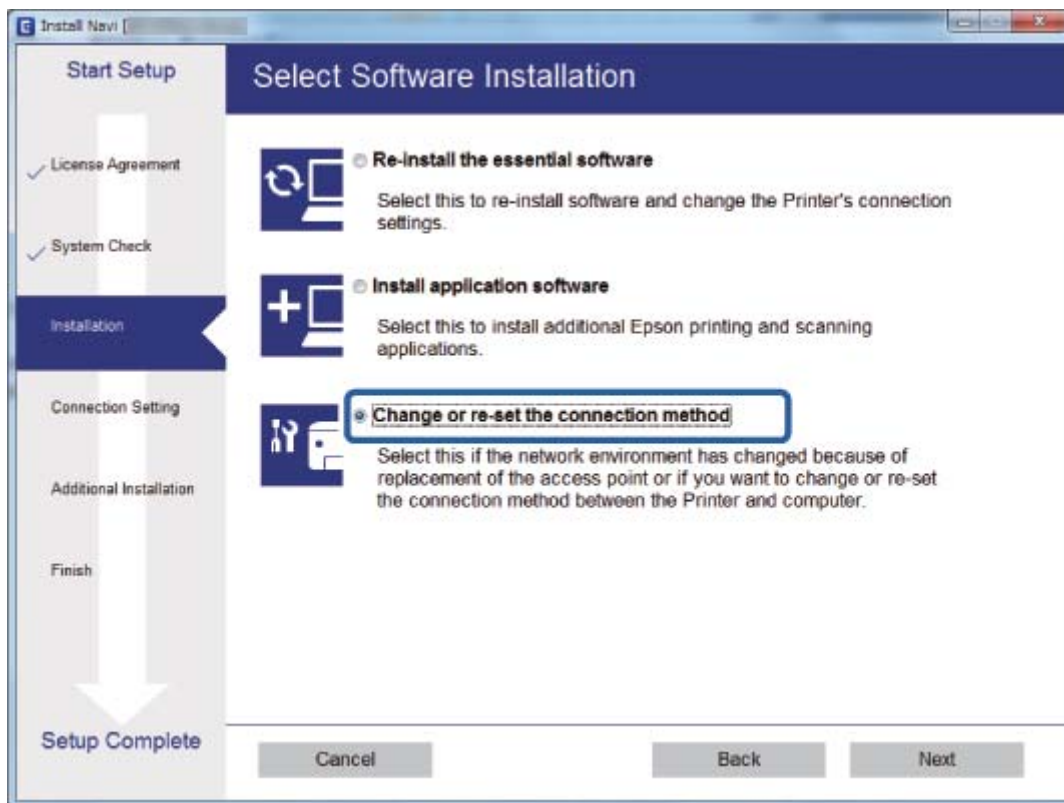 Install Navi [
Start Setup
License Agreement
System Check
Installation
Connection Setting
Additional Installation
Finish
Setup Complete
Select Software Installation
Re-install the essential software
Select this to re-install software and change the Printer's connection
settings.
Install application software
Select this to install additional Epson printing and scanning
applications.
Change or re-set the connection method
Select this if the network environment has changed because of
replacement of the access point or if you want to change or re-set
the connection method between the Printer and computer.
Cancel
Back
Next